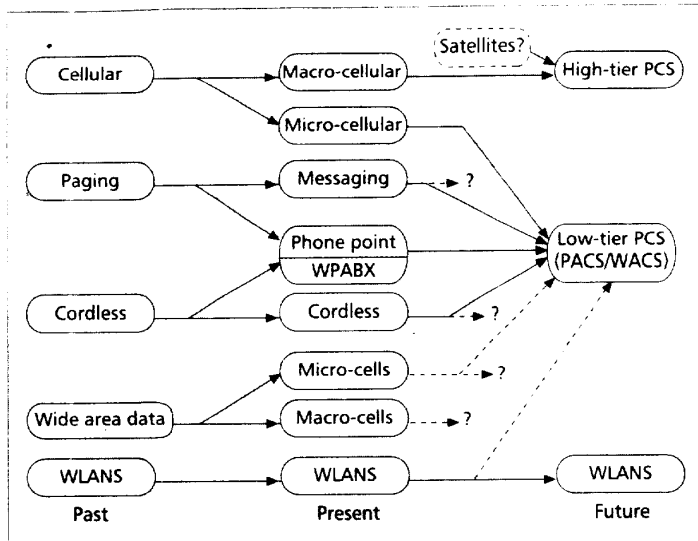 Satellites?
Cellular
Macro-cellular
High-tier PCS
Micro-cellular
Paging
Messaging
?
Phone point
WPABX
Low-tier PCS
(PACS/WACS)
Cordless
Cordless
?
Micro-cells
?
Wide area data
Macro-cells
?
WLANS
WLANS
WLANS
Past
Present
Future